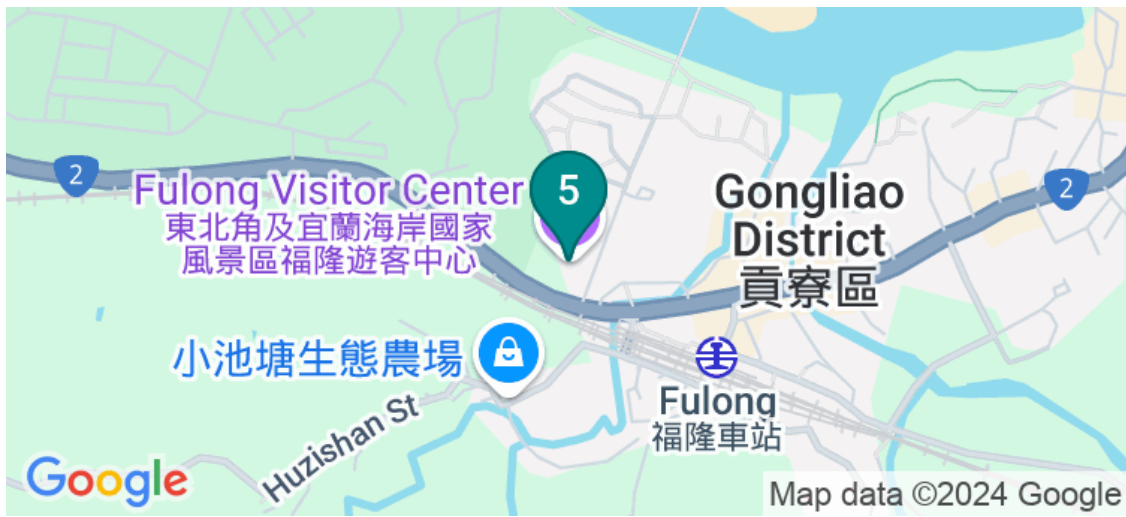 2
Fulong Visitor Center
東北角及宜蘭海岸國家
風景區福隆遊客中心
5
Gongliao
District
貢寮區
2
小池塘生態農場
Fulong
福隆車站
Huzishan St
Google
Map data ©2024 Google